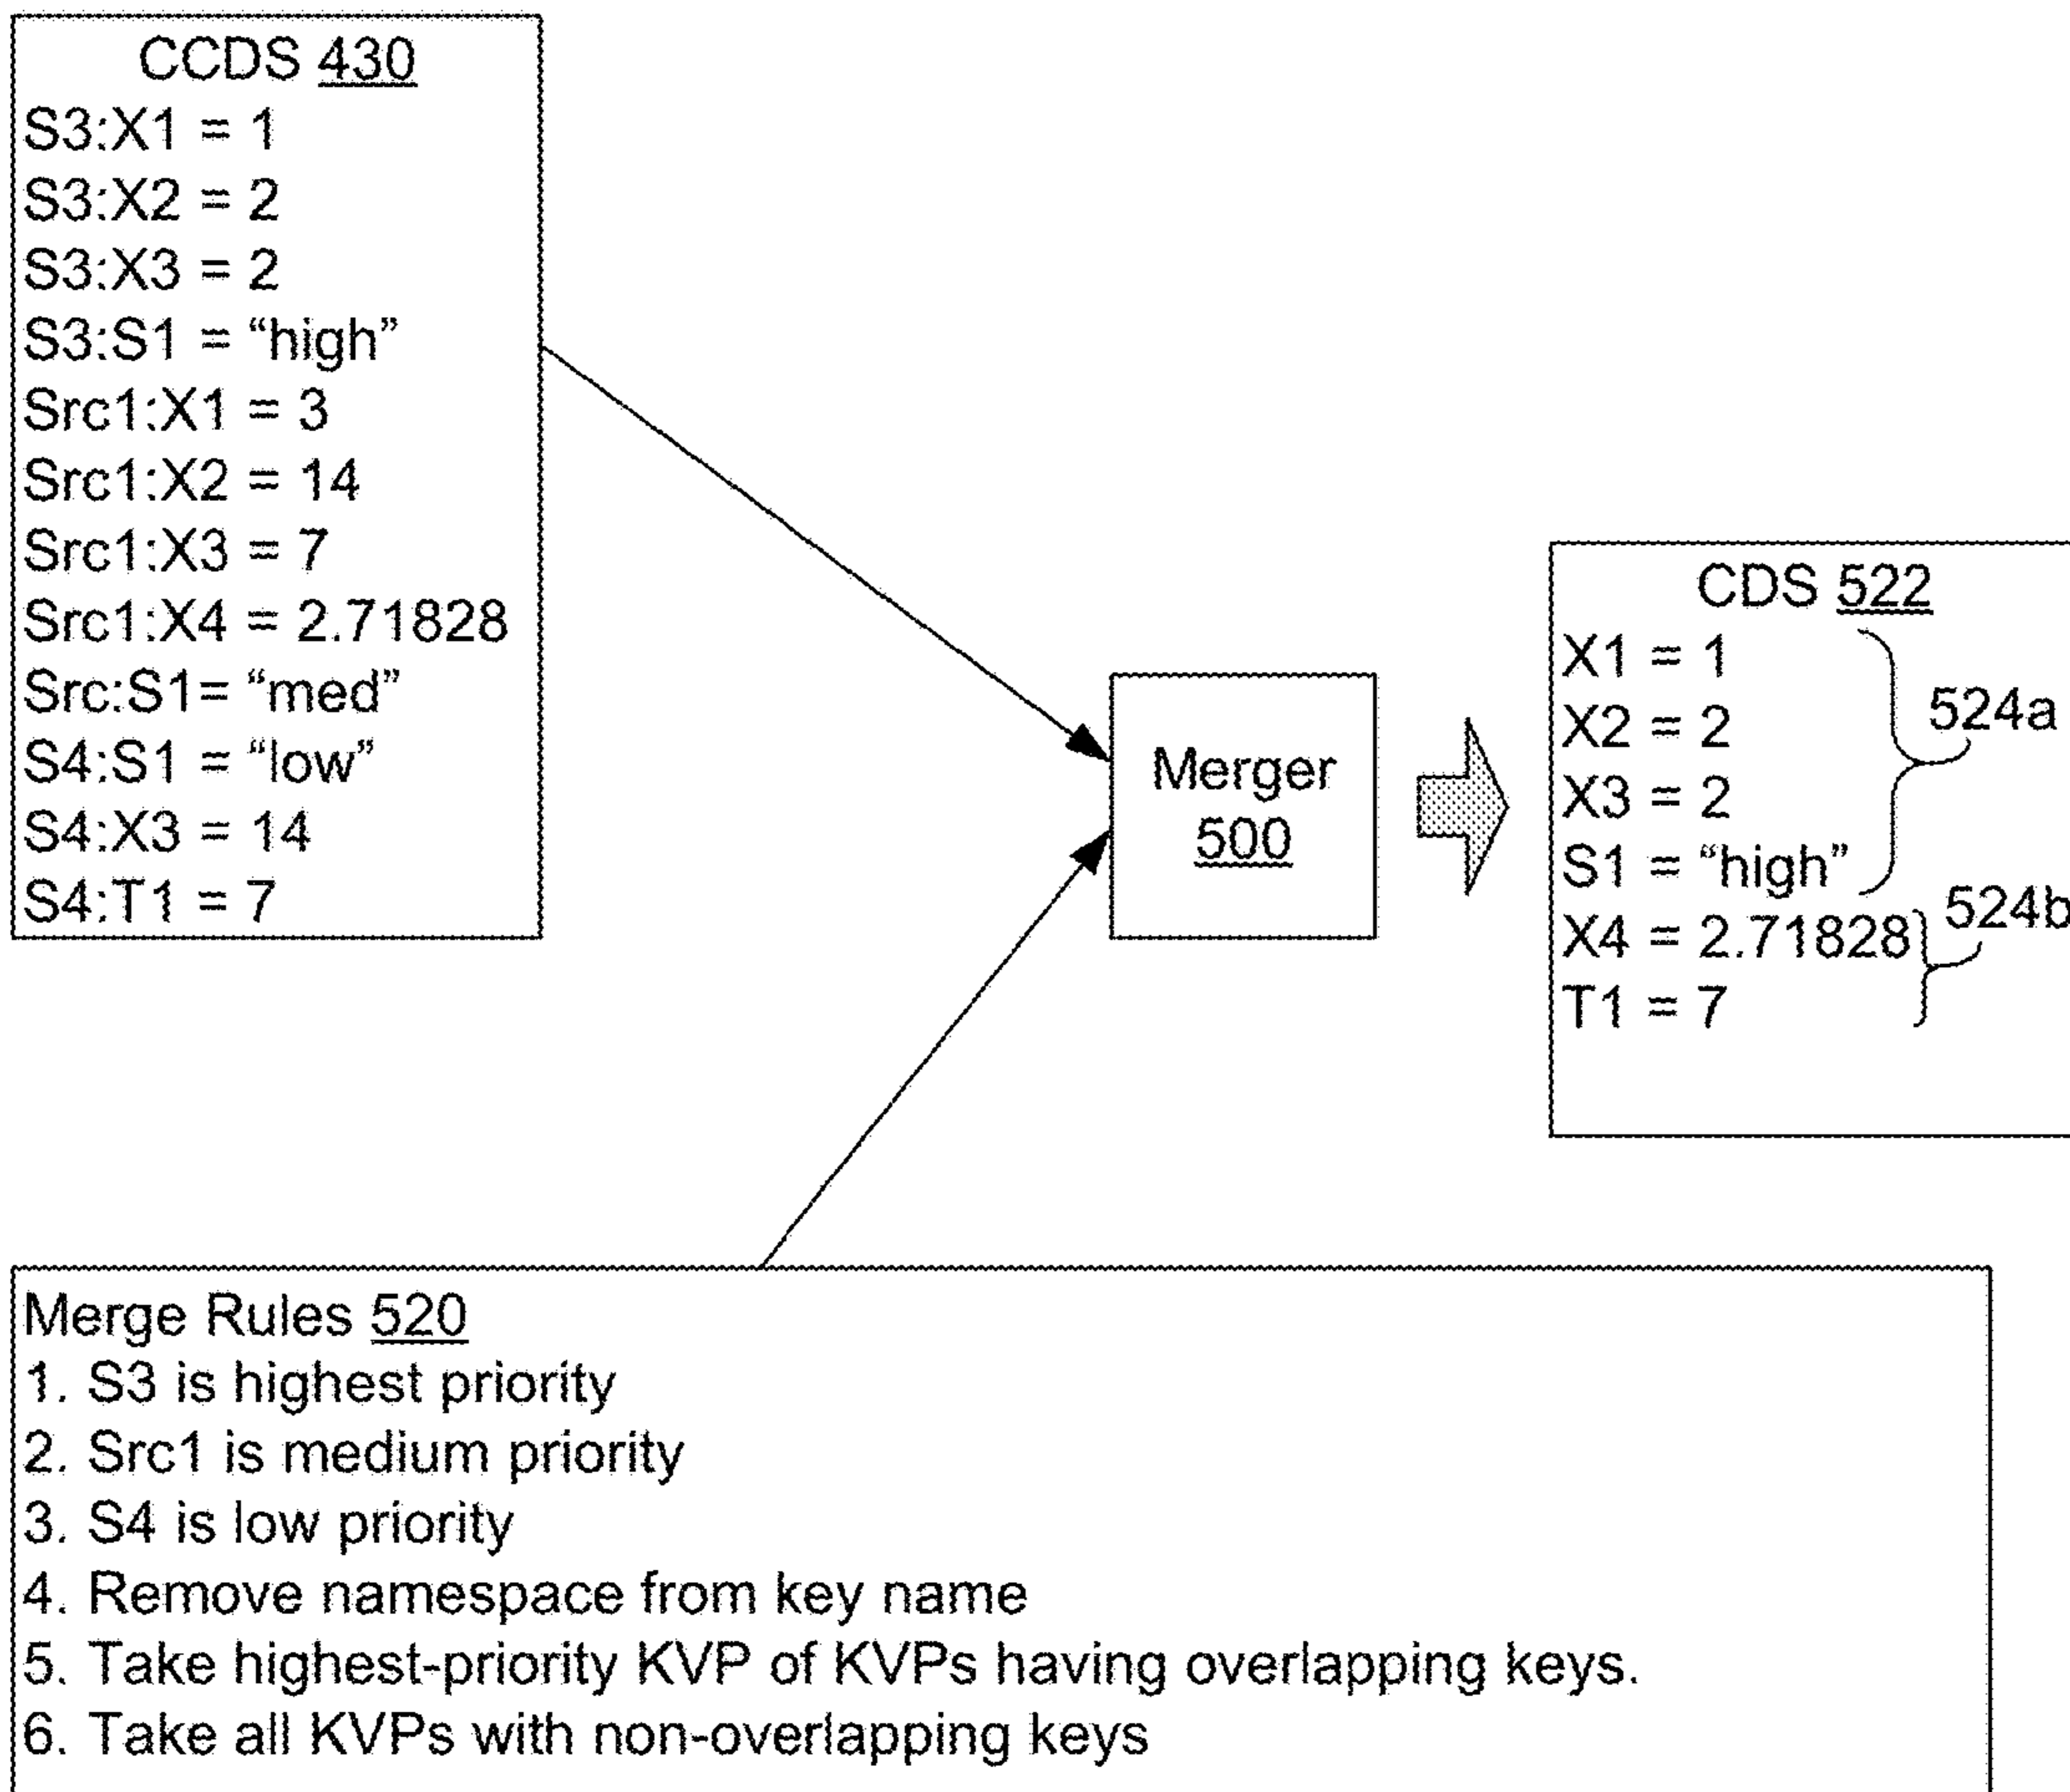 CCDS 430
S3:X1 = 1
S3:X2 = 2
S3:X3 = 2
S3:S1 = “high”
Src1:X1 = 3
Src1:X2 = 14
Src1:X3 = 7
Src1:X4 = 2.71828
Src:S1= “med”
S4:S1 = “low”
S4:X3 = 14
S4:T1 = 7
Merger
500
CDS 522
X1 = 1
X2 = 2
X3 = 2
S1 = “high”
X4 = 2.71828
T1 = 7
524a
524b
Merge Rules 520
1. S3 is highest priority
2. Src1 is medium priority
3. S4 is low priority
4. Remove namespace from key name
5. Take highest-priority KVP of KVPs having overlapping keys.
6. Take all KVPs with non-overlapping keys